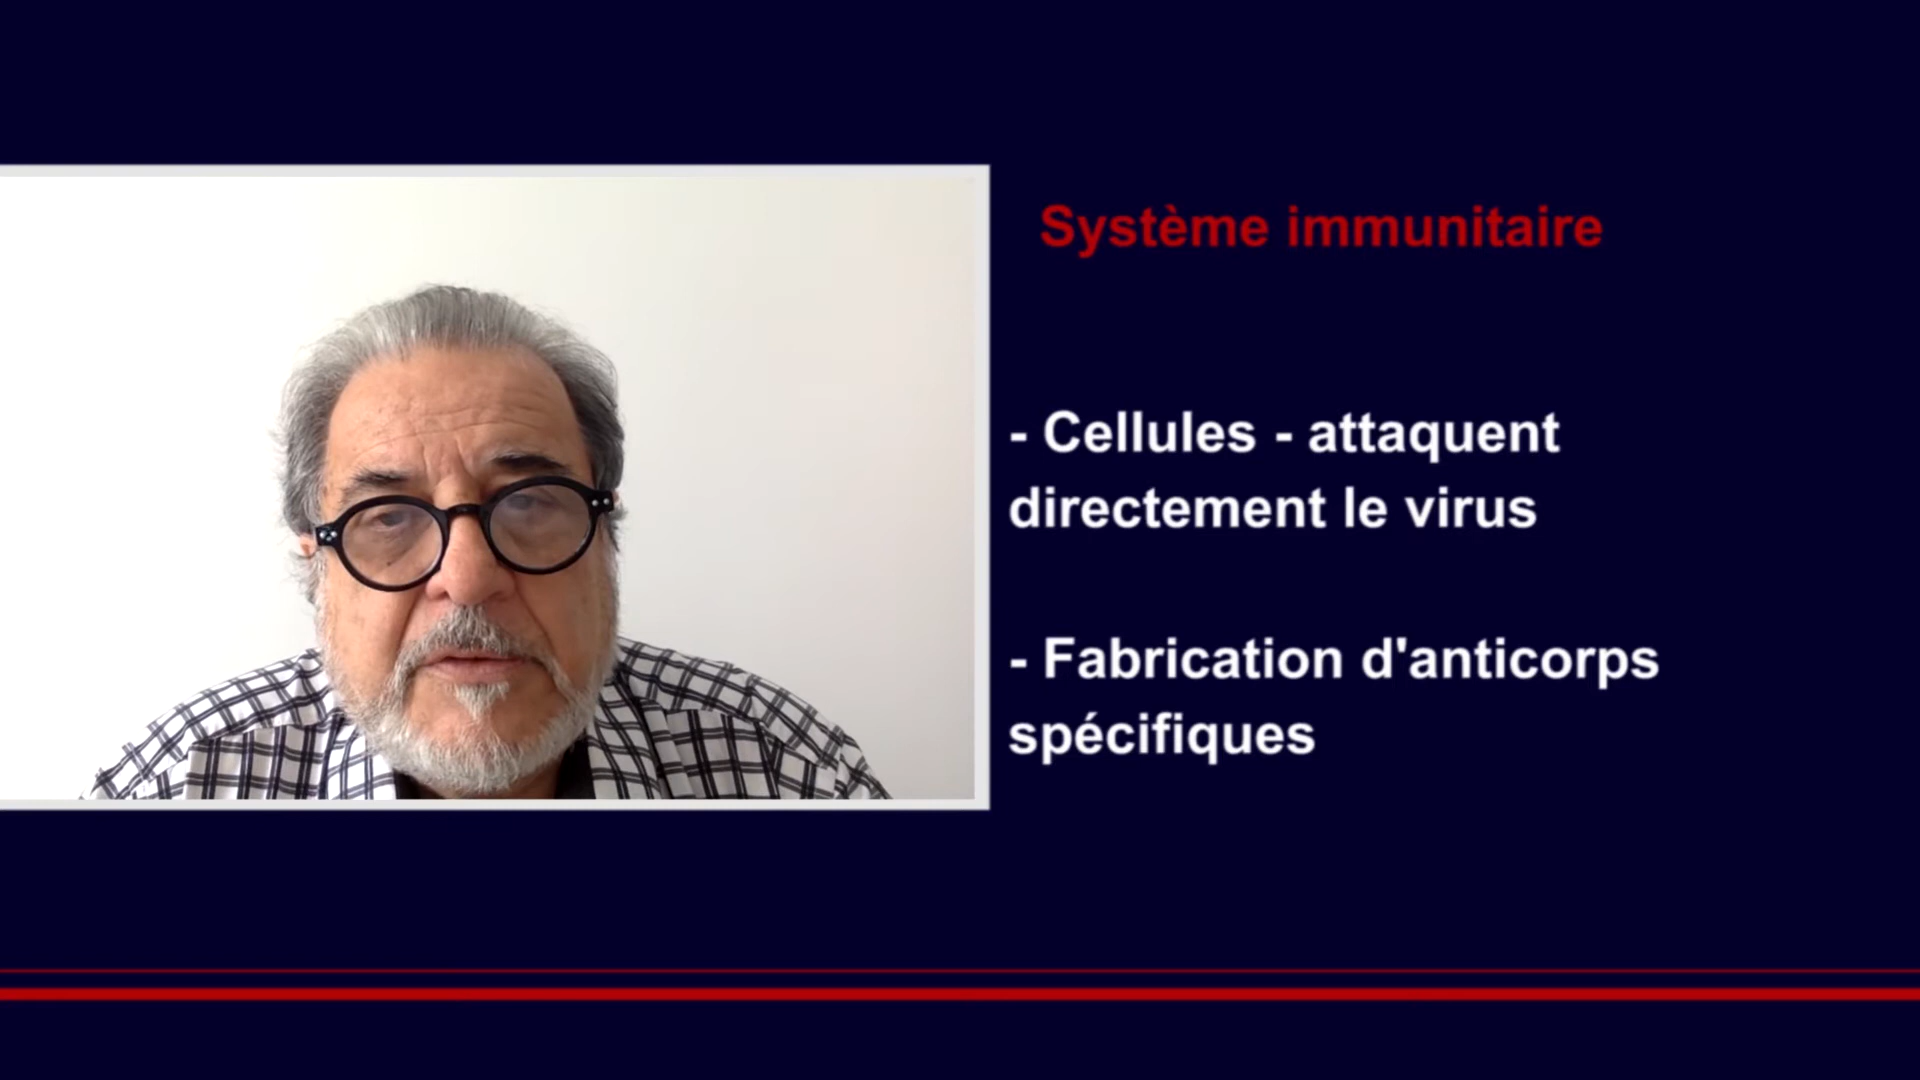 Système immunitaire
- Cellules - attaquent
directement le virus
- Fabrication d'anticorps
spécifiques